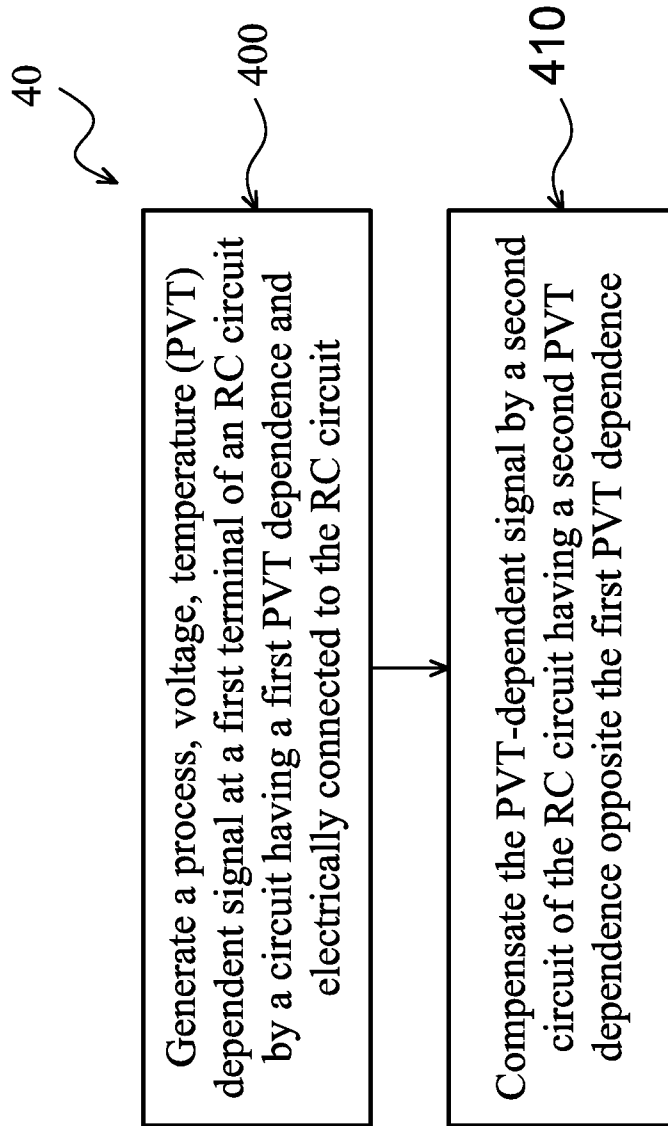 40
Generate a process, voltage, temperature (PVT)
dependent signal at a first terminal of an RC circuit
by a circuit having a first PVT dependence and
electrically connected to the RC circuit
400
Compensate the PVT-dependent signal by a second
circuit of the RC circuit having a second PVT
dependence opposite the first PVT dependence
410